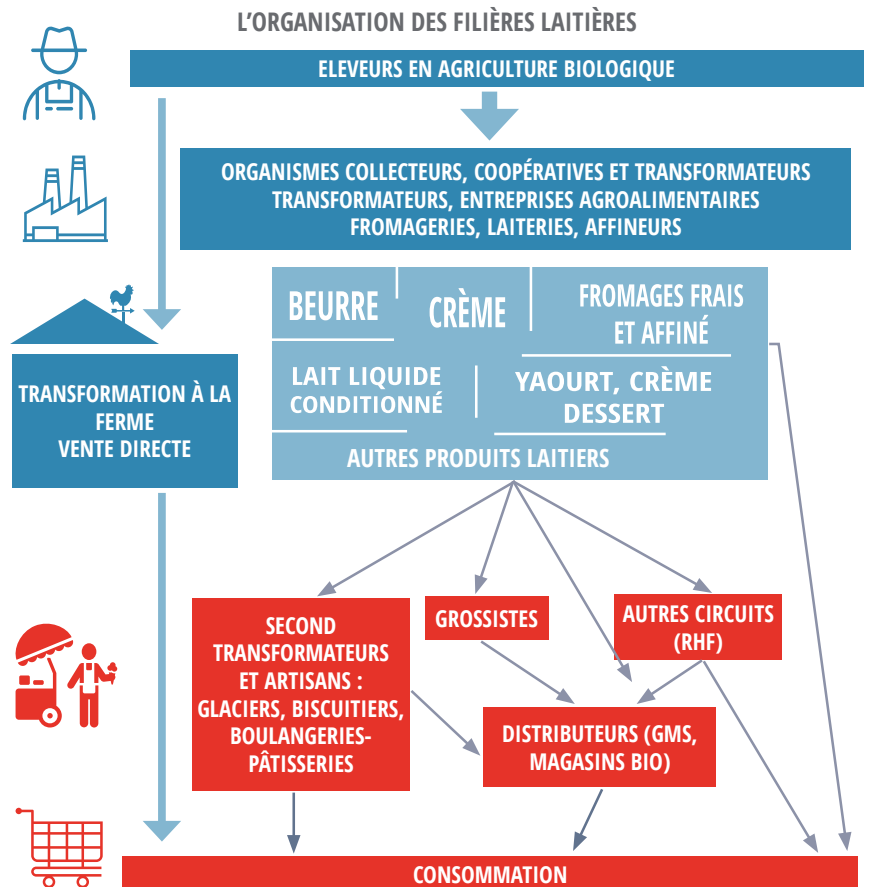 L'ORGANISATION DES FILIÈRES LAITIÈRES
ELEVEURS EN AGRICULTURE BIOLOGIQUE
ORGANISMES COLLECTEURS, COOPÉRATIVES ET TRANSFORMATEURS
TRANSFORMATEURS, ENTREPRISES AGROALIMENTAIRES
FROMAGERIES, LAITERIES, AFFINEURS
BEURRE
CRÈME
FROMAGES FRAIS
ET AFFINÉ
LAIT LIQUIDE
CONDITIONNÉ
YAOURT, CRÈME
DESSERT
AUTRES PRODUITS LAITIERS
TRANSFORMATION À LA
FERME
VENTE DIRECTE
SECOND
TRANSFORMATEURS
ET ARTISANS :
GLACIERS, BISCUITIERS,
BOULANGERIES-
PÂTISSERIES
GROSSISTES
AUTRES CIRCUITS
(RHF)
DISTRIBUTEURS (GMS,
MAGASINS BIO)
CONSOMMATION